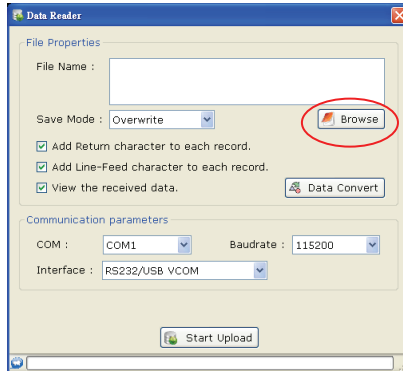 Data Reader
File Properties
File Name :
Save Mode : Overwrite Browse
Add Return character to each record.
Add Line-Feed character to each record.
View the received data. Data Convert
Communication parameters
COM : COM1 Baudrate : 115200
Interface : RS232/USB VCOM
Start Upload